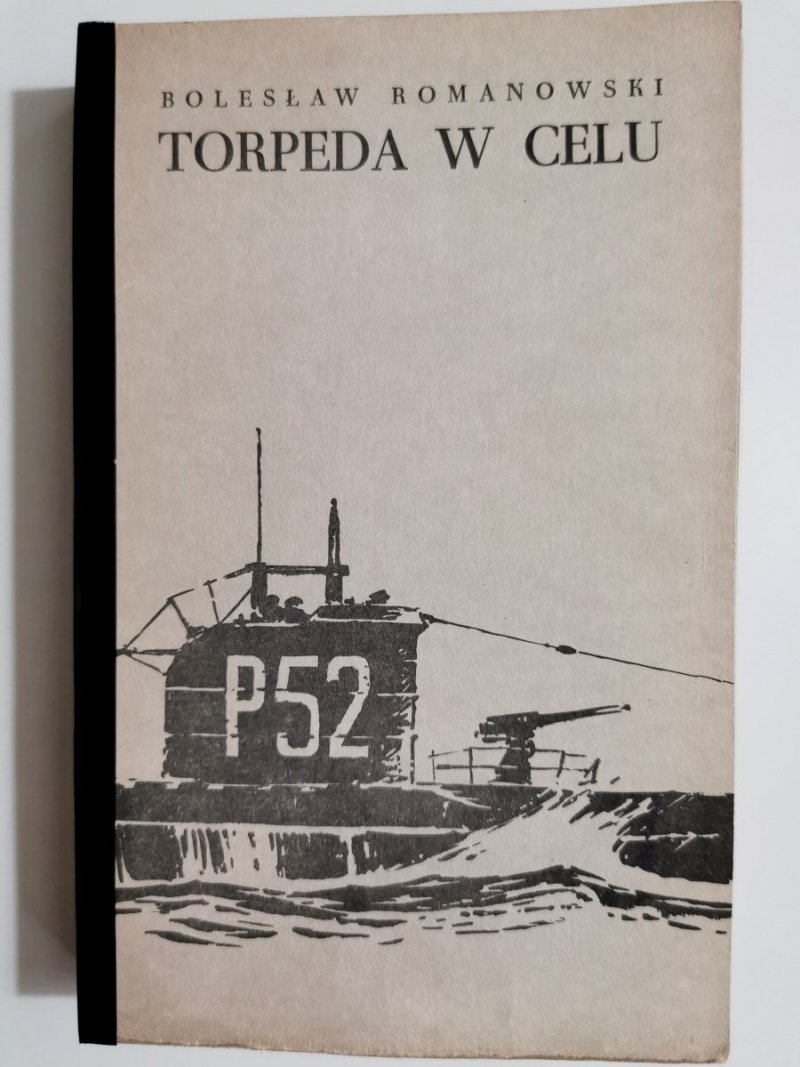 BOLESŁAW ROMANOWSKI
TORPEDA W CELU
P52